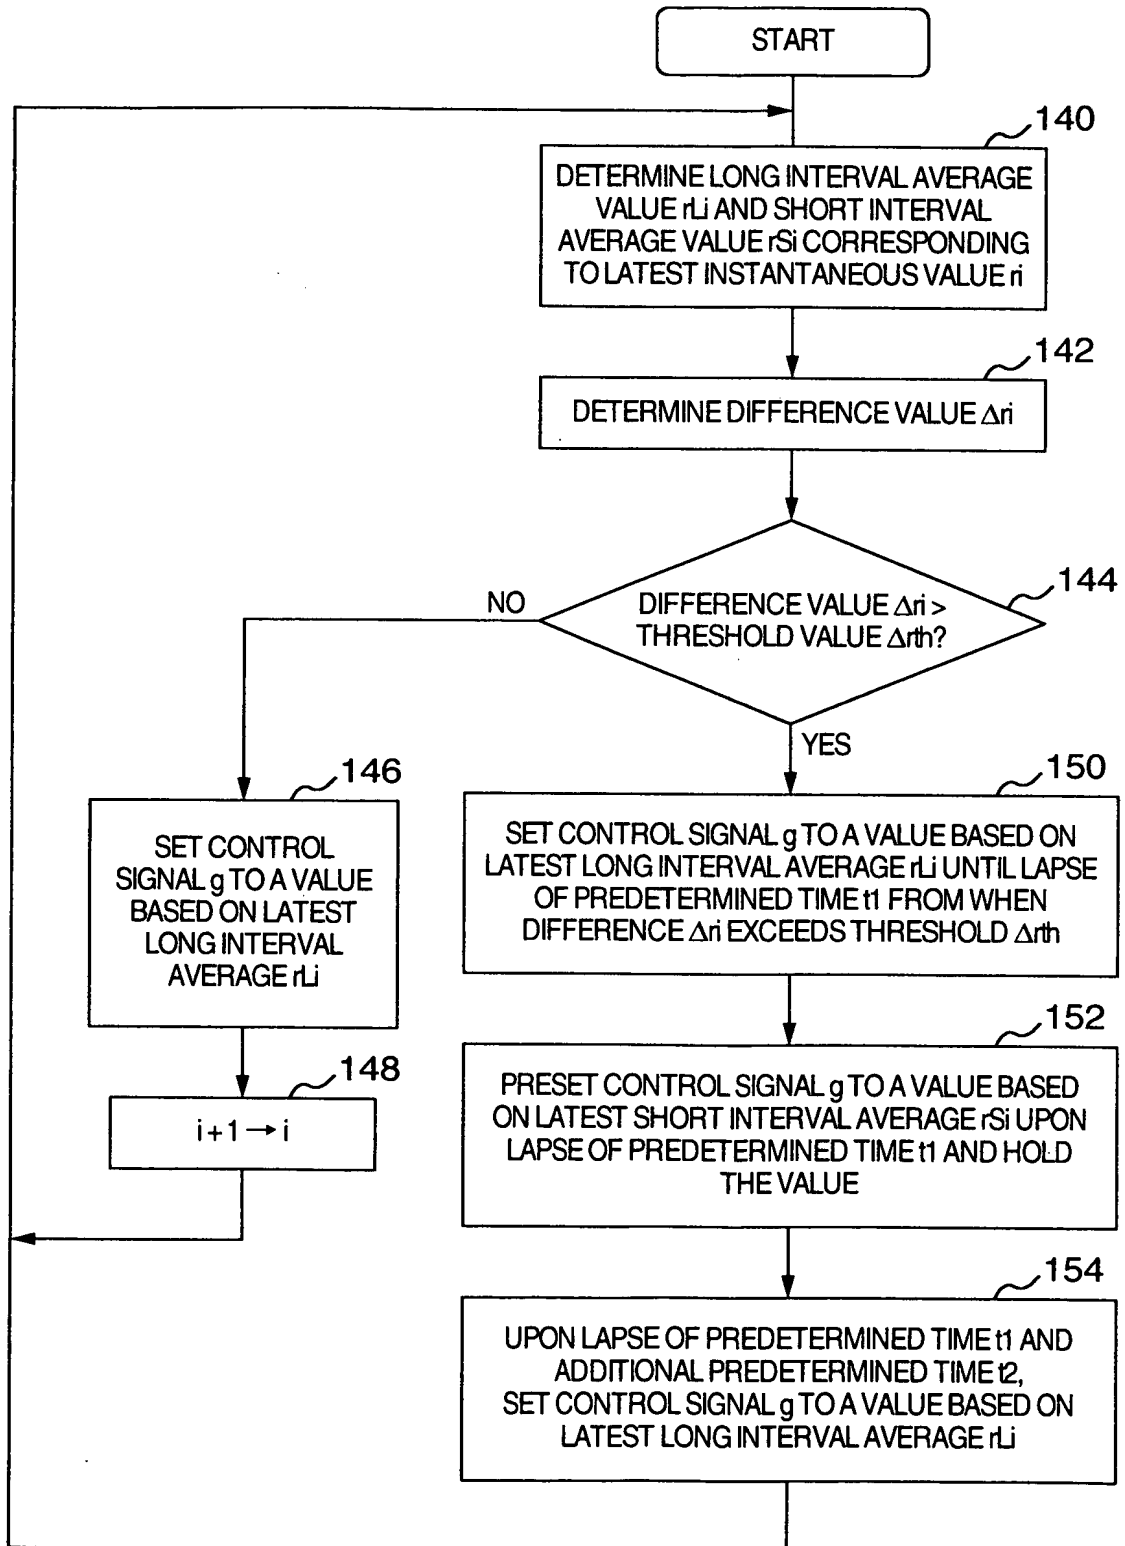 START
140
DETERMINE LONG INTERVAL AVERAGE
VALUE rLi AND SHORT INTERVAL
AVERAGE VALUE rSi CORRESPONDING
TO LATEST INSTANTANEOUS VALUE ri
142
DETERMINE DIFFERENCE VALUE Δri
144
DIFFERENCE VALUE Δri >
THRESHOLD VALUE Δrth?
NO
YES
146
SET CONTROL
SIGNAL g TO A VALUE
BASED ON LATEST
LONG INTERVAL
AVERAGE rLi
148
i+1 → i
150
SET CONTROL SIGNAL g TO A VALUE BASED ON
LATEST LONG INTERVAL AVERAGE rLi UNTIL LAPSE
OF PREDETERMINED TIME t1 FROM WHEN
DIFFERENCE Δri EXCEEDS THRESHOLD Δrth
152
PRESET CONTROL SIGNAL g TO A VALUE BASED
ON LATEST SHORT INTERVAL AVERAGE rSi UPON
LAPSE OF PREDETERMINED TIME t1 AND HOLD
THE VALUE
154
UPON LAPSE OF PREDETERMINED TIME t1 AND
ADDITIONAL PREDETERMINED TIME t2,
SET CONTROL SIGNAL g TO A VALUE BASED ON
LATEST LONG INTERVAL AVERAGE rLi